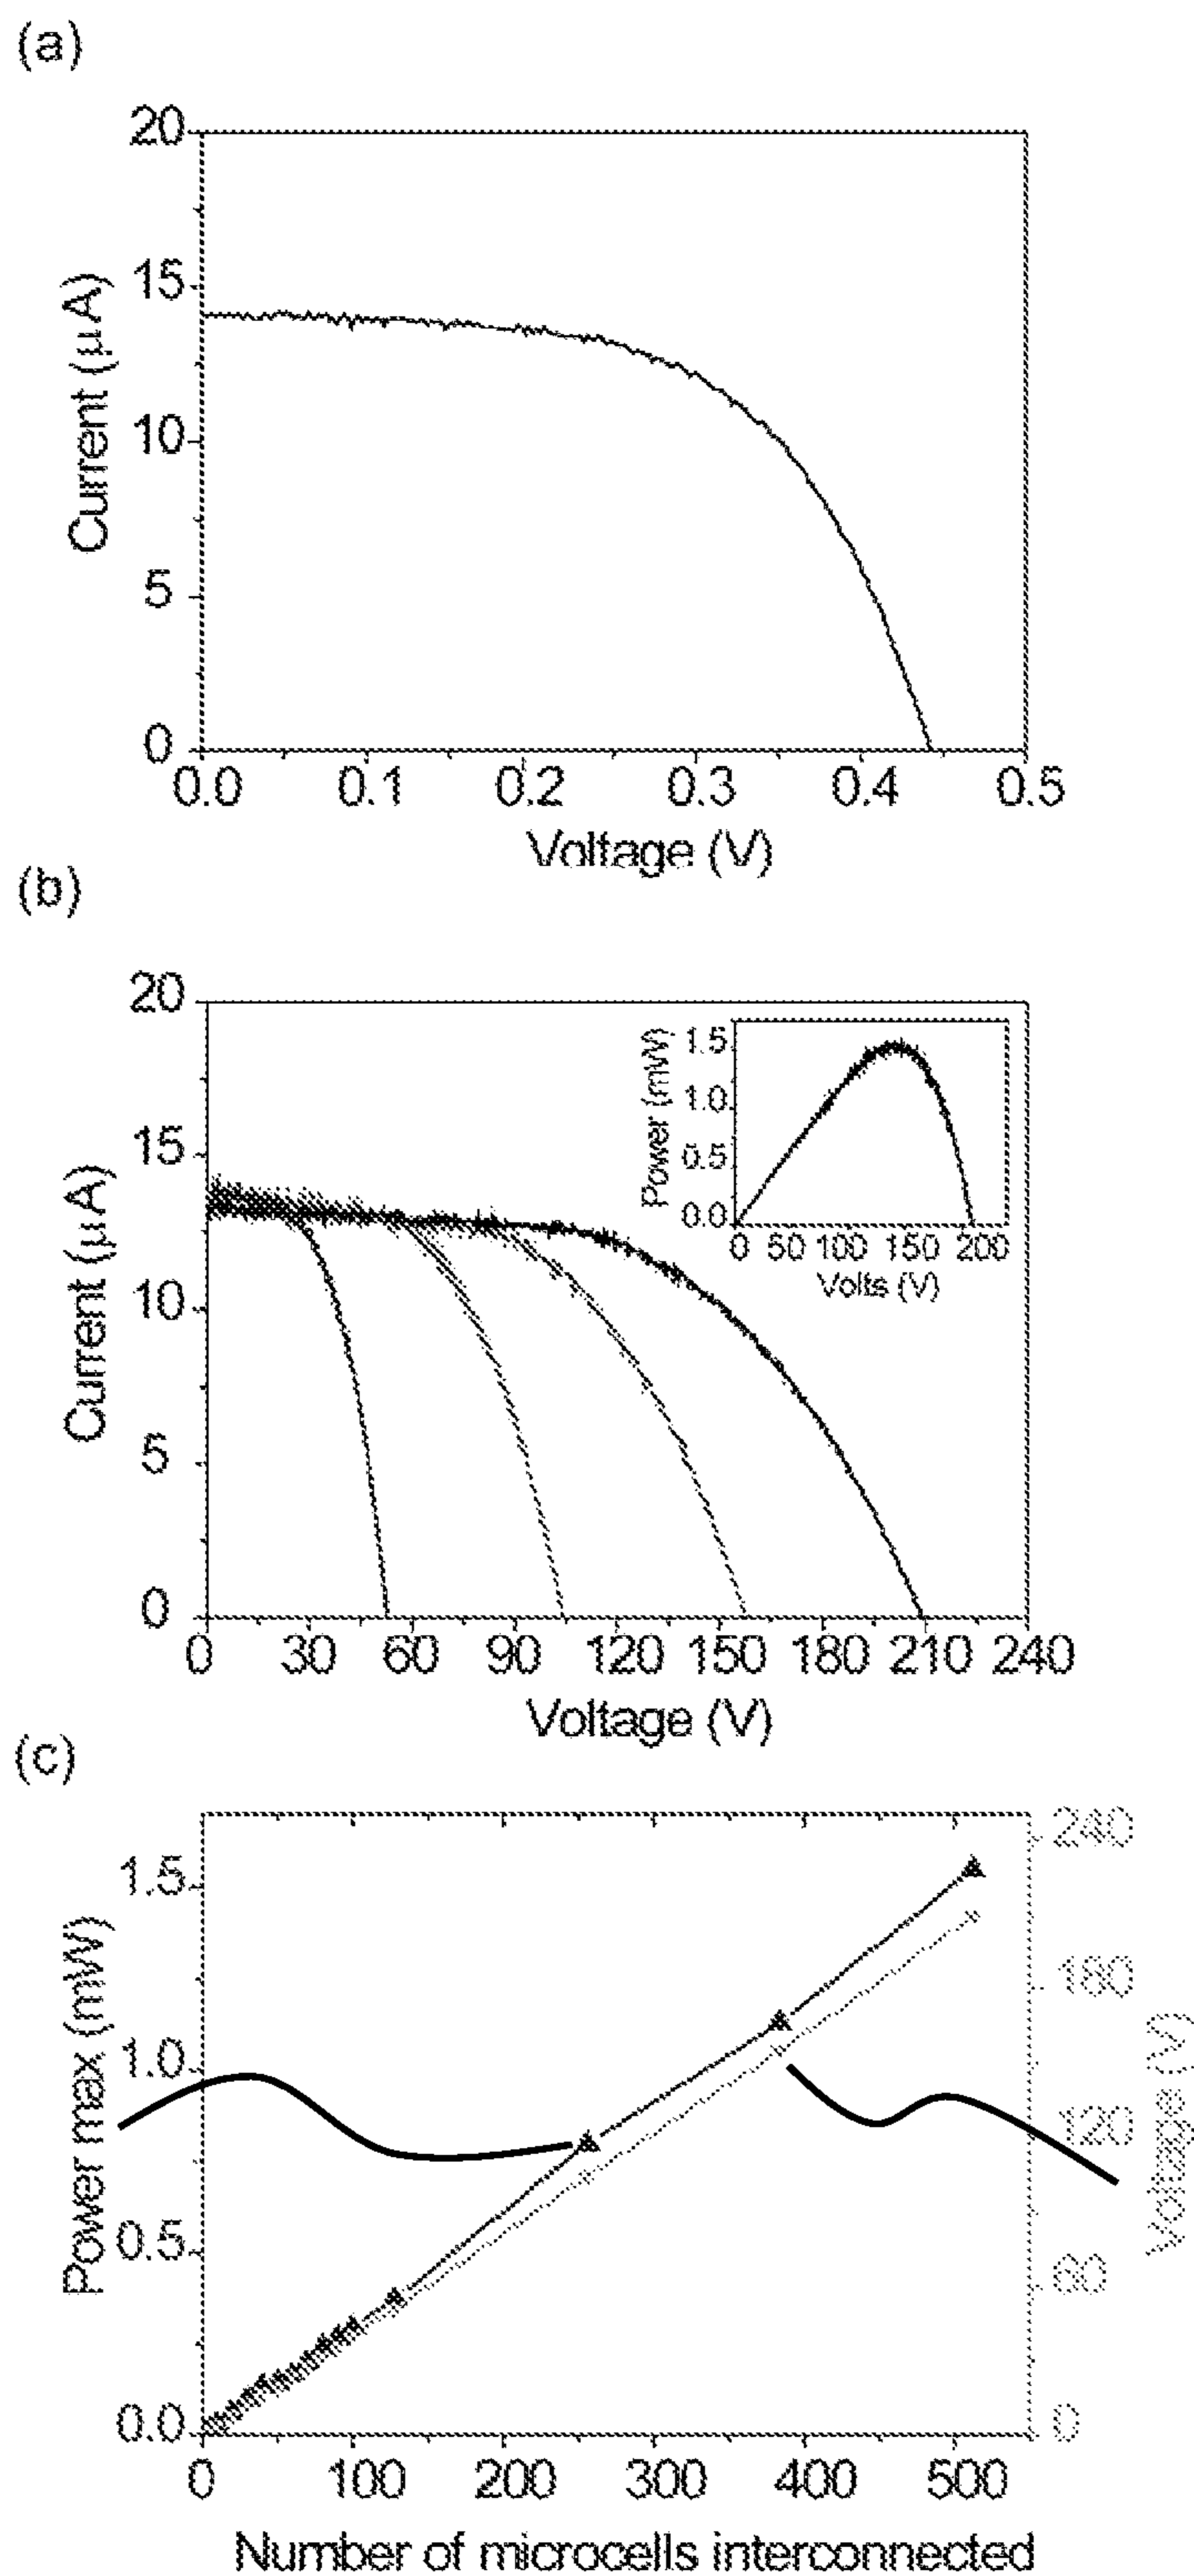 (a)
20
15
10
5
0
Current (µA)
0.0 0.1 0.2 0.3 0.4 0.5
Voltage (V)
(b)
20
15
10
5
0
Current (µA)
1.5
1.0
0.5
0.0
Power (mW)
0 50 100 150 200
Volts (V)
0 30 60 90 120 150 180 210 240
Voltage (V)
(c)
1.5
1.0
0.5
0.0
Power max (mW)
240
180
120
60
0
Voltage (V)
0 100 200 300 400 500
Number of microcells interconnected